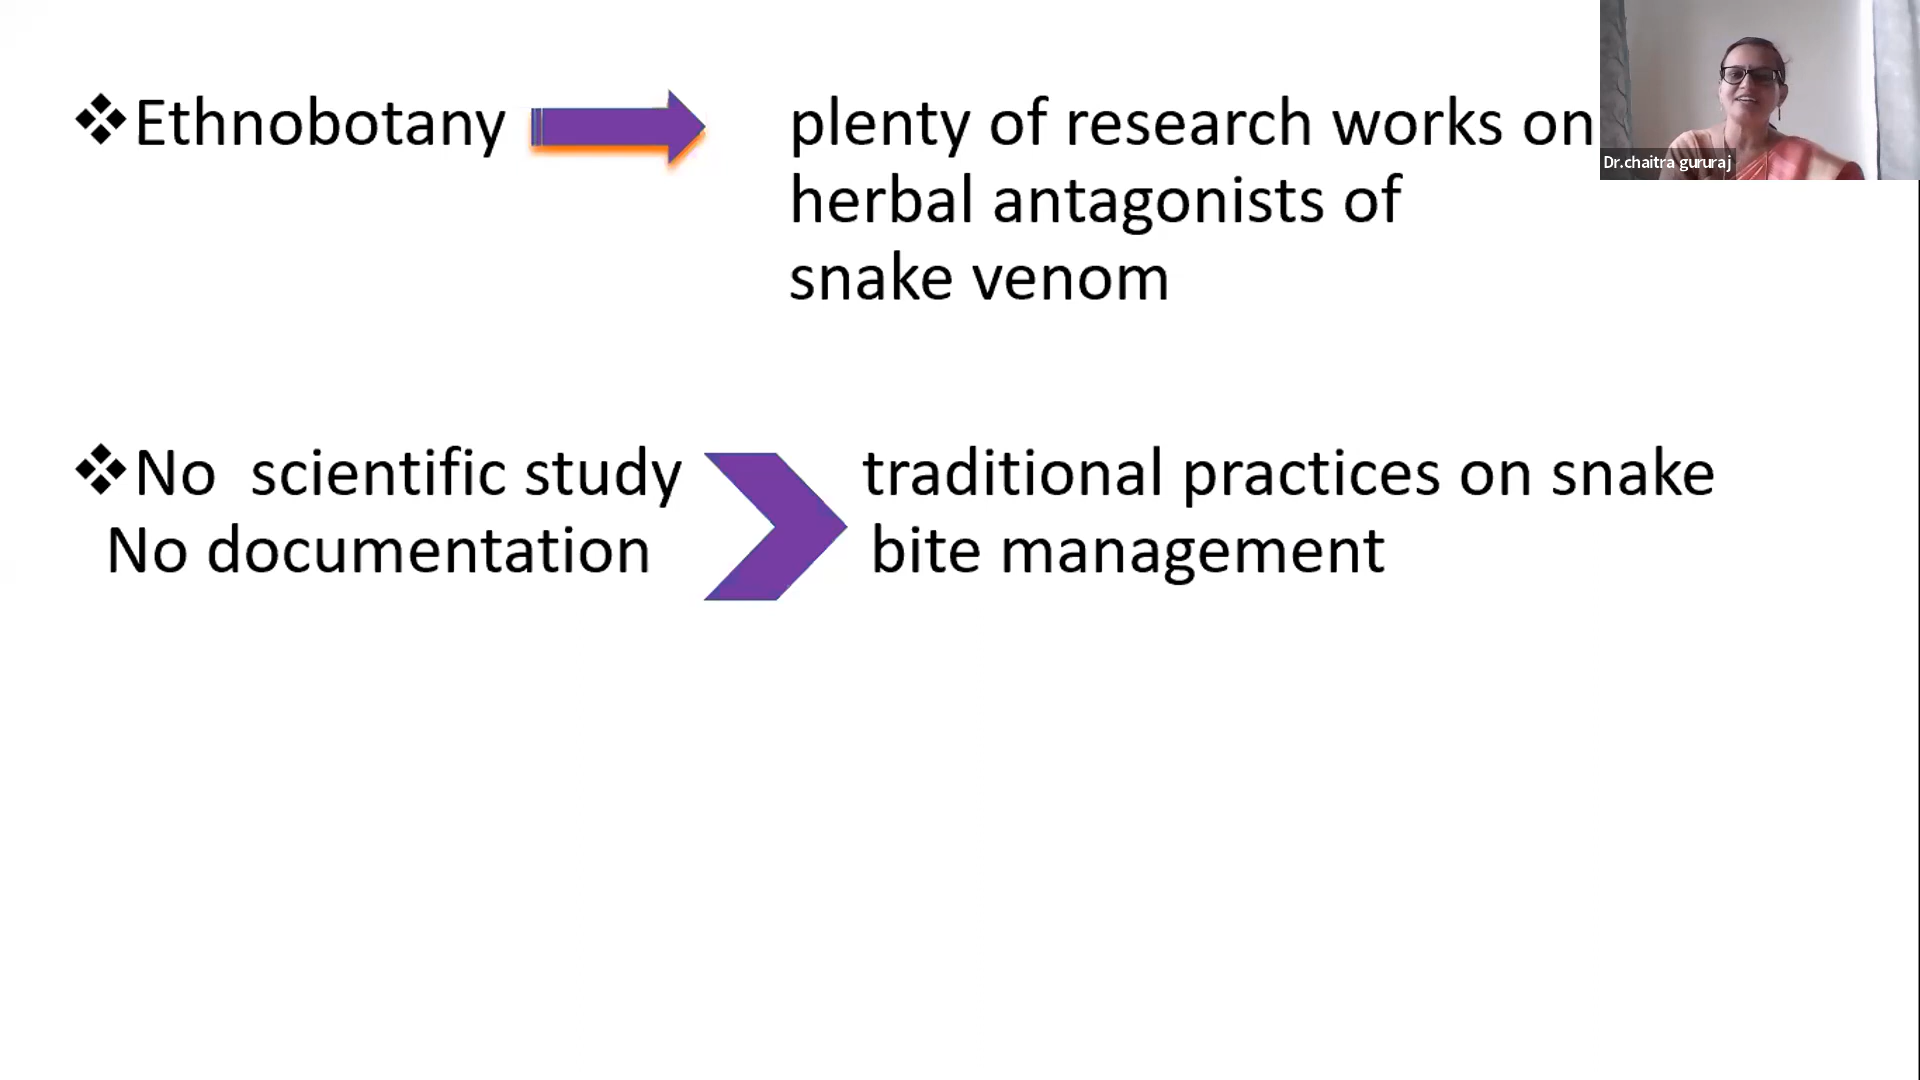 ❖Ethnobotany plenty of research works on
herbal antagonists of
snake venom
Dr.chaitra gururaj
❖No scientific study traditional practices on snake
No documentation bite management